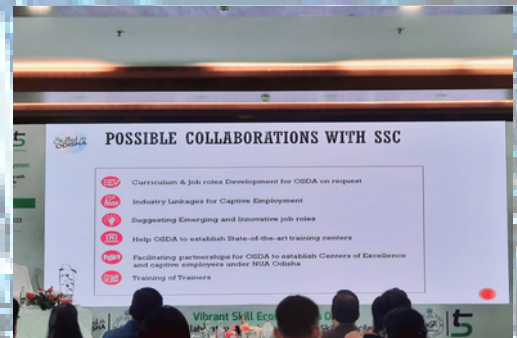 Skilled in
ODISHA
POSSIBLE COLLABORATIONS WITH SSC
Curriculum & Job roles Development for OSDA on request
Industry Linkages for Captive Employment
Suggesting Emerging and Innovative job roles
Help OSDA to establish State-of-the-art training centers
Facilitating partnerships for OSDA to establish Centers of Excellence
and captive employers under NUA Odisha
Training of Trainers
Vibrant Skill